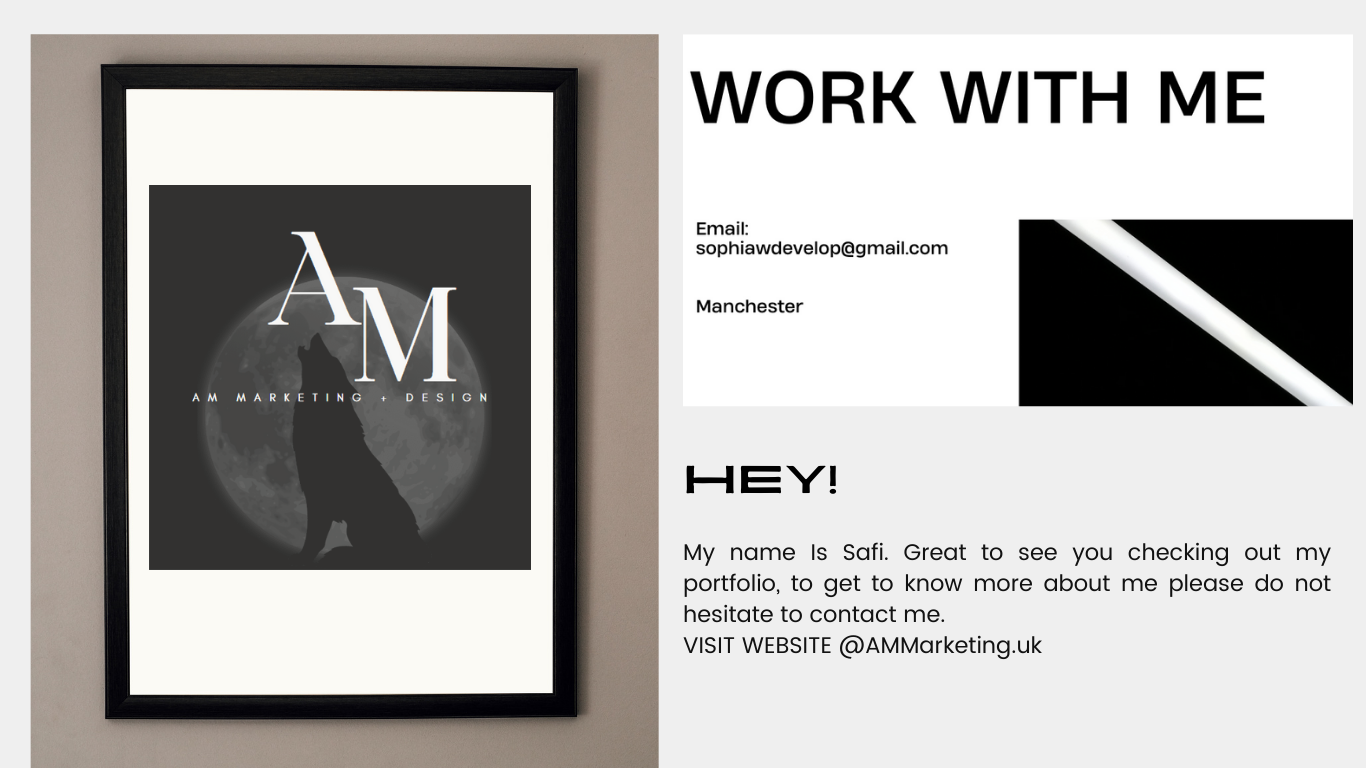 AM
AM MARKETING + DESIGN
WORK WITH ME
Email:
sophiawdevelop@gmail.com
Manchester
HEY!
My name Is Safi. Great to see you checking out my
portfolio, to get to know more about me please do not
hesitate to contact me.
VISIT WEBSITE @AMMarketing.uk